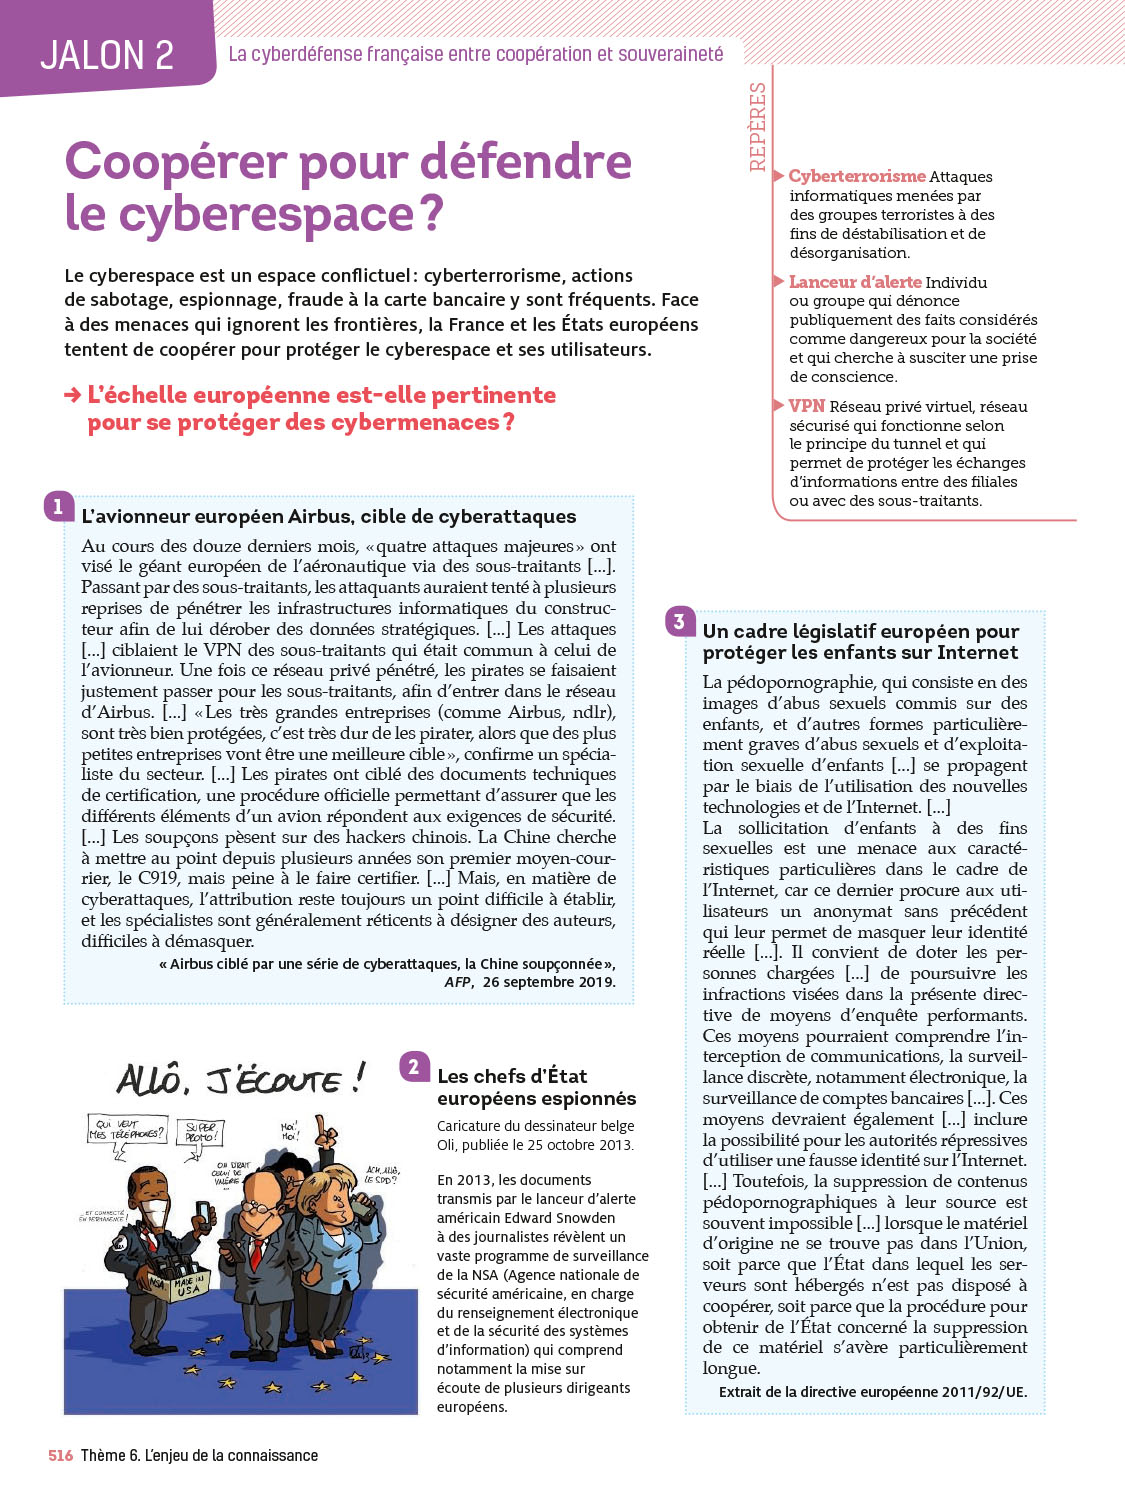 JALON 2
La cyberdéfense française entre coopération et souveraineté
Coopérer pour défendre
le cyberespace ?
Le cyberespace est un espace conflictuel : cyberterrorisme, actions
de sabotage, espionnage, fraude à la carte bancaire y sont fréquents. Face
à des menaces qui ignorent les frontières, la France et les États européens
tentent de coopérer pour protéger le cyberespace et ses utilisateurs.
→ L'échelle européenne est-elle pertinente
pour se protéger des cybermenaces ?
REPÈRES
Cyberterrorisme Attaques
informatiques menées par
des groupes terroristes à des
fins de déstabilisation et de
désorganisation.
Lanceur d'alerte Individu
ou groupe qui dénonce
publiquement des faits considérés
comme dangereux pour la société
et qui cherche à susciter une prise
de conscience.
VPN Réseau privé virtuel, réseau
sécurisé qui fonctionne selon
le principe du tunnel et qui
permet de protéger les échanges
d'informations entre des filiales
ou avec des sous-traitants.
1
L'avionneur européen Airbus, cible de cyberattaques
Au cours des douze derniers mois, « quatre attaques majeures » ont
visé le géant européen de l'aéronautique via des sous-traitants [...].
Passant par des sous-traitants, les attaquants auraient tenté à plusieurs
reprises de pénétrer les infrastructures informatiques du construc-
teur afin de lui dérober des données stratégiques. [...] Les attaques
[...] ciblaient le VPN des sous-traitants qui était commun à celui de
l'avionneur. Une fois ce réseau privé pénétré, les pirates se faisaient
justement passer pour les sous-traitants, afin d'entrer dans le réseau
d'Airbus. [...] « Les très grandes entreprises (comme Airbus, ndlr),
sont très bien protégées, c'est très dur de les pirater, alors que des plus
petites entreprises vont être une meilleure cible », confirme un spécia-
liste du secteur. [...] Les pirates ont ciblé des documents techniques
de certification, une procédure officielle permettant d'assurer que les
différents éléments d'un avion répondent aux exigences de sécurité.
[...] Les soupçons pèsent sur des hackers chinois. La Chine cherche
à mettre au point depuis plusieurs années son premier moyen-cour-
rier, le C919, mais peine à le faire certifier. [...] Mais, en matière de
cyberattaques, l'attribution reste toujours un point difficile à établir,
et les spécialistes sont généralement réticents à désigner des auteurs,
difficiles à démasquer.
« Airbus ciblé par une série de cyberattaques, la Chine soupçonnée »,
AFP, 26 septembre 2019.
ALLÔ, J'ÉCOUTE !
QUI VEUT
MES TÉLÉPHONES ?
SUPER
PROMO !
MOI !
MOI !
ON DIRAIT
CELUI DE
VALÉRIE
...
ACH, ALLÔ,
LE SPD ?
...ET CONNECTÉ
EN PERMANENCE !
NSA
MADE IN
USA
2
Les chefs d'État
européens espionnés
Caricature du dessinateur belge
Oli, publiée le 25 octobre 2013.
En 2013, les documents
transmis par le lanceur d'alerte
américain Edward Snowden
à des journalistes révèlent un
vaste programme de surveillance
de la NSA (Agence nationale de
sécurité américaine, en charge
du renseignement électronique
et de la sécurité des systèmes
d'information) qui comprend
notamment la mise sur
écoute de plusieurs dirigeants
européens.
3
Un cadre législatif européen pour
protéger les enfants sur Internet
La pédopornographie, qui consiste en des
images d'abus sexuels commis sur des
enfants, et d'autres formes particulière-
ment graves d'abus sexuels et d'exploita-
tion sexuelle d'enfants [...] se propagent
par le biais de l'utilisation des nouvelles
technologies et de l'Internet. [...]
La sollicitation d'enfants à des fins
sexuelles est une menace aux caracté-
ristiques particulières dans le cadre de
l'Internet, car ce dernier procure aux uti-
lisateurs un anonymat sans précédent
qui leur permet de masquer leur identité
réelle [...]. Il convient de doter les per-
sonnes chargées [...] de poursuivre les
infractions visées dans la présente direc-
tive de moyens d'enquête performants.
Ces moyens pourraient comprendre l'in-
terception de communications, la surveil-
lance discrète, notamment électronique, la
surveillance de comptes bancaires [...]. Ces
moyens devraient également [...] inclure
la possibilité pour les autorités répressives
d'utiliser une fausse identité sur l'Internet.
[...] Toutefois, la suppression de contenus
pédopornographiques à leur source est
souvent impossible [...] lorsque le matériel
d'origine ne se trouve pas dans l'Union,
soit parce que l'État dans lequel les ser-
veurs sont hébergés n'est pas disposé à
coopérer, soit parce que la procédure pour
obtenir de l'État concerné la suppression
de ce matériel s'avère particulièrement
longue.
Extrait de la directive européenne 2011/92/UE.
516 Thème 6. L'enjeu de la connaissance